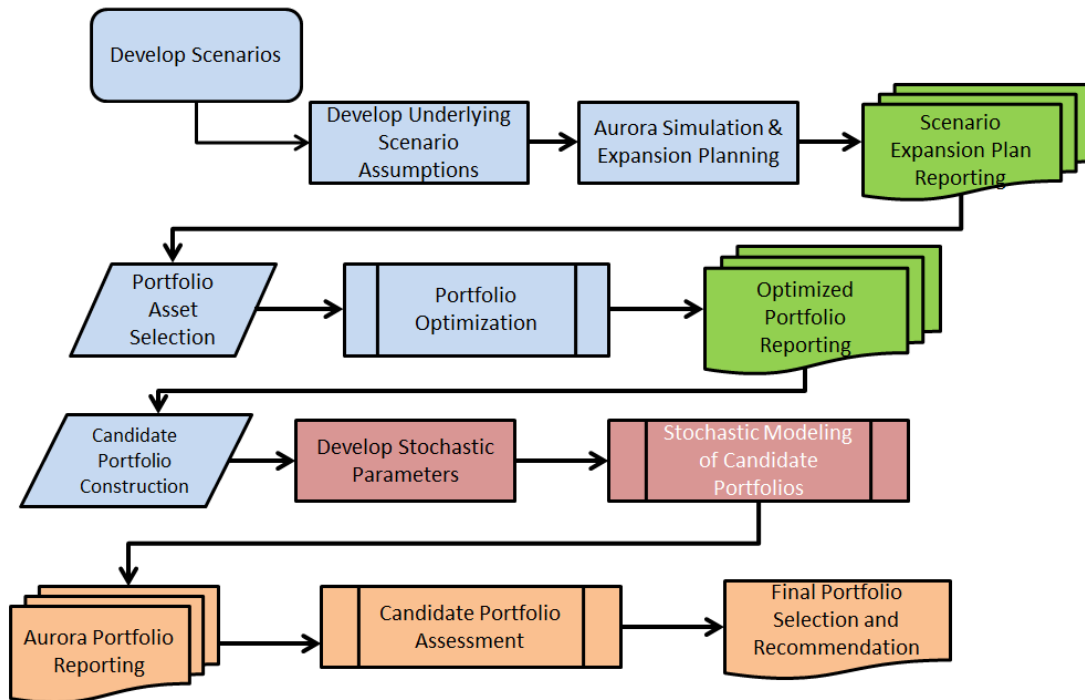 Develop Scenarios
Develop Underlying
Scenario
Assumptions
Aurora Simulation &
Expansion Planning
Scenario
Expansion Plan
Reporting
Portfolio
Asset
Selection
Portfolio
Optimization
Optimized
Portfolio
Reporting
Candidate
Portfolio
Construction
Develop Stochastic
Parameters
Stochastic Modeling
of Candidate
Portfolios
Aurora Portfolio
Reporting
Candidate Portfolio
Assessment
Final Portfolio
Selection and
Recommendation